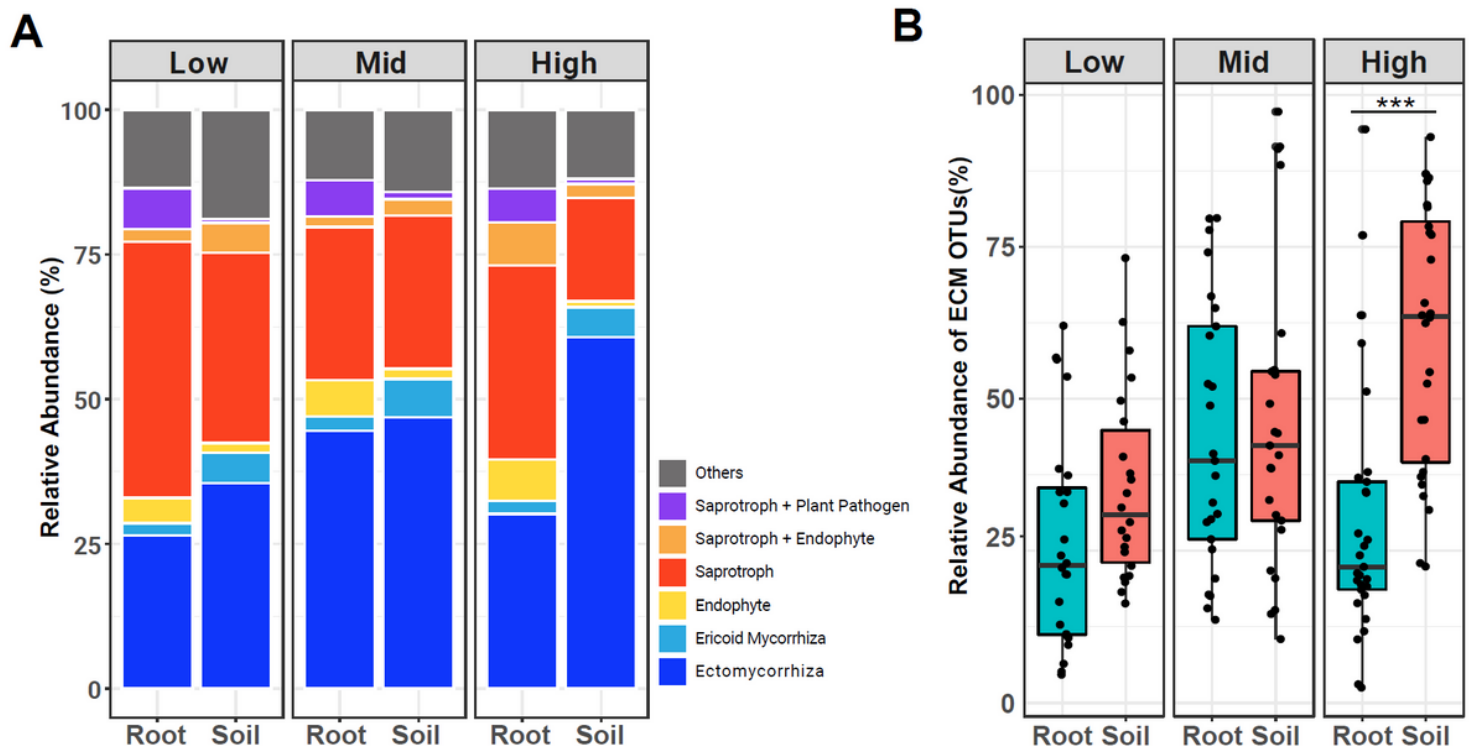 A
Low
Mid
High
Relative Abundance (%)
100
75
50
25
0
Root
Soil
Root
Soil
Root
Soil
Others
Saprotroph + Plant Pathogen
Saprotroph + Endophyte
Saprotroph
Endophyte
Ericoid Mycorrhiza
Ectomycorrhiza
B
Low
Mid
High
Relative Abundance of ECM OTUs(%)
100
75
50
25
0
***
Root
Soil
Root
Soil
Root
Soil